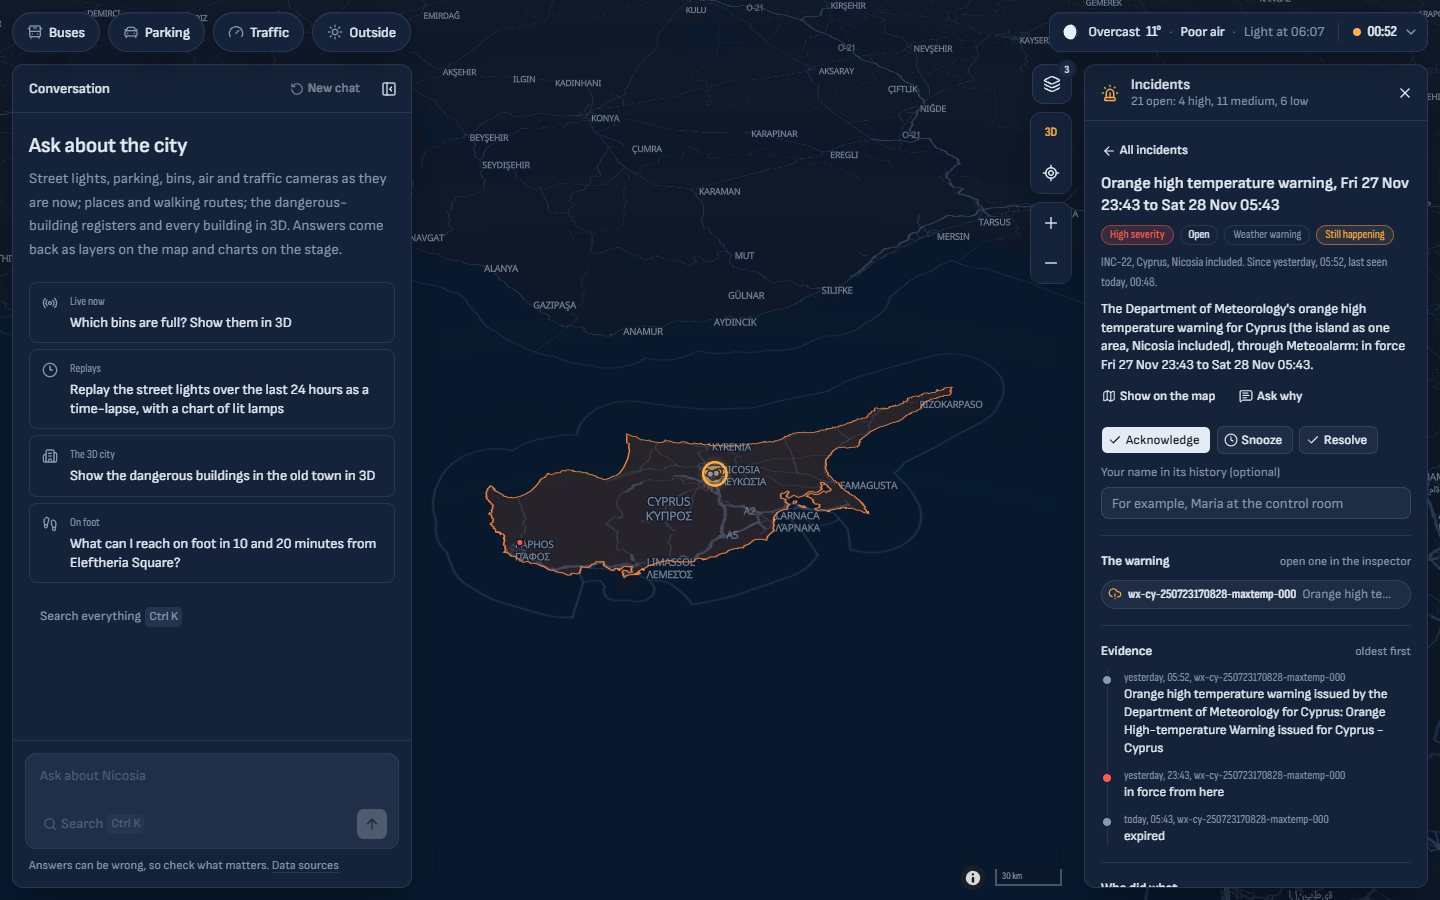 Buses
Parking
Traffic
Outside
Overcast 11° · Poor air · Light at 06:07
00:52
Conversation
New chat
Ask about the city
Street lights, parking, bins, air and traffic cameras as they
are now; places and walking routes; the dangerous-
building registers and every building in 3D. Answers come
back as layers on the map and charts on the stage.
Live now
Which bins are full? Show them in 3D
Replays
Replay the street lights over the last 24 hours as a
time-lapse, with a chart of lit lamps
The 3D city
Show the dangerous buildings in the old town in 3D
On foot
What can I reach on foot in 10 and 20 minutes from
Eleftheria Square?
Search everything Ctrl K
Ask about Nicosia
Search Ctrl K
Answers can be wrong, so check what matters. Data sources
EMIRDAĞ
KULU
O-21
KIRŞEHIR
GEMEREK
O-21
NEVŞEHIR
AKŞEHIR
ILGIN
KADINHANI
AKSARAY
ÇIFTLIK
NIĞDE
KONYA
BEYŞEHIR
KARAPINAR
O-21
ÇUMRA
EREGLI
SEYDIŞEHIR
KARAMAN
TARSUS
MERSIN
MUT
ALANYA
GÜLNAR
SILIFKE
GAZIPAŞA
AYDINCIK
ANAMUR
RIZOKARPASO
KYRENIA
FAMAGUSTA
CYPRUS
ΚΎΠΡΟΣ
A2
LARNACA
ΛΆΡΝΑΚΑ
A5
ΠΆΦΟΣ
LIMASSOL
ΛΕΜΕΣΌΣ
3
3D
30 km
Incidents
21 open: 4 high, 11 medium, 6 low
All incidents
Orange high temperature warning, Fri 27 Nov
23:43 to Sat 28 Nov 05:43
High severity
Open
Weather warning
Still happening
INC-22, Cyprus, Nicosia included. Since yesterday, 05:52, last seen
today, 00:48.
The Department of Meteorology's orange high
temperature warning for Cyprus (the island as one
area, Nicosia included), through Meteoalarm: in force
Fri 27 Nov 23:43 to Sat 28 Nov 05:43.
Show on the map
Ask why
Acknowledge
Snooze
Resolve
Your name in its history (optional)
For example, Maria at the control room
The warning
open one in the inspector
wx-cy-250723170828-maxtemp-000 Orange high te...
Evidence
oldest first
yesterday, 05:52, wx-cy-250723170828-maxtemp-000
Orange high temperature warning issued by the
Department of Meteorology for Cyprus: Orange
High-temperature Warning issued for Cyprus -
Cyprus
yesterday, 23:43, wx-cy-250723170828-maxtemp-000
in force from here
today, 05:43, wx-cy-250723170828-maxtemp-000
expired
Who did what